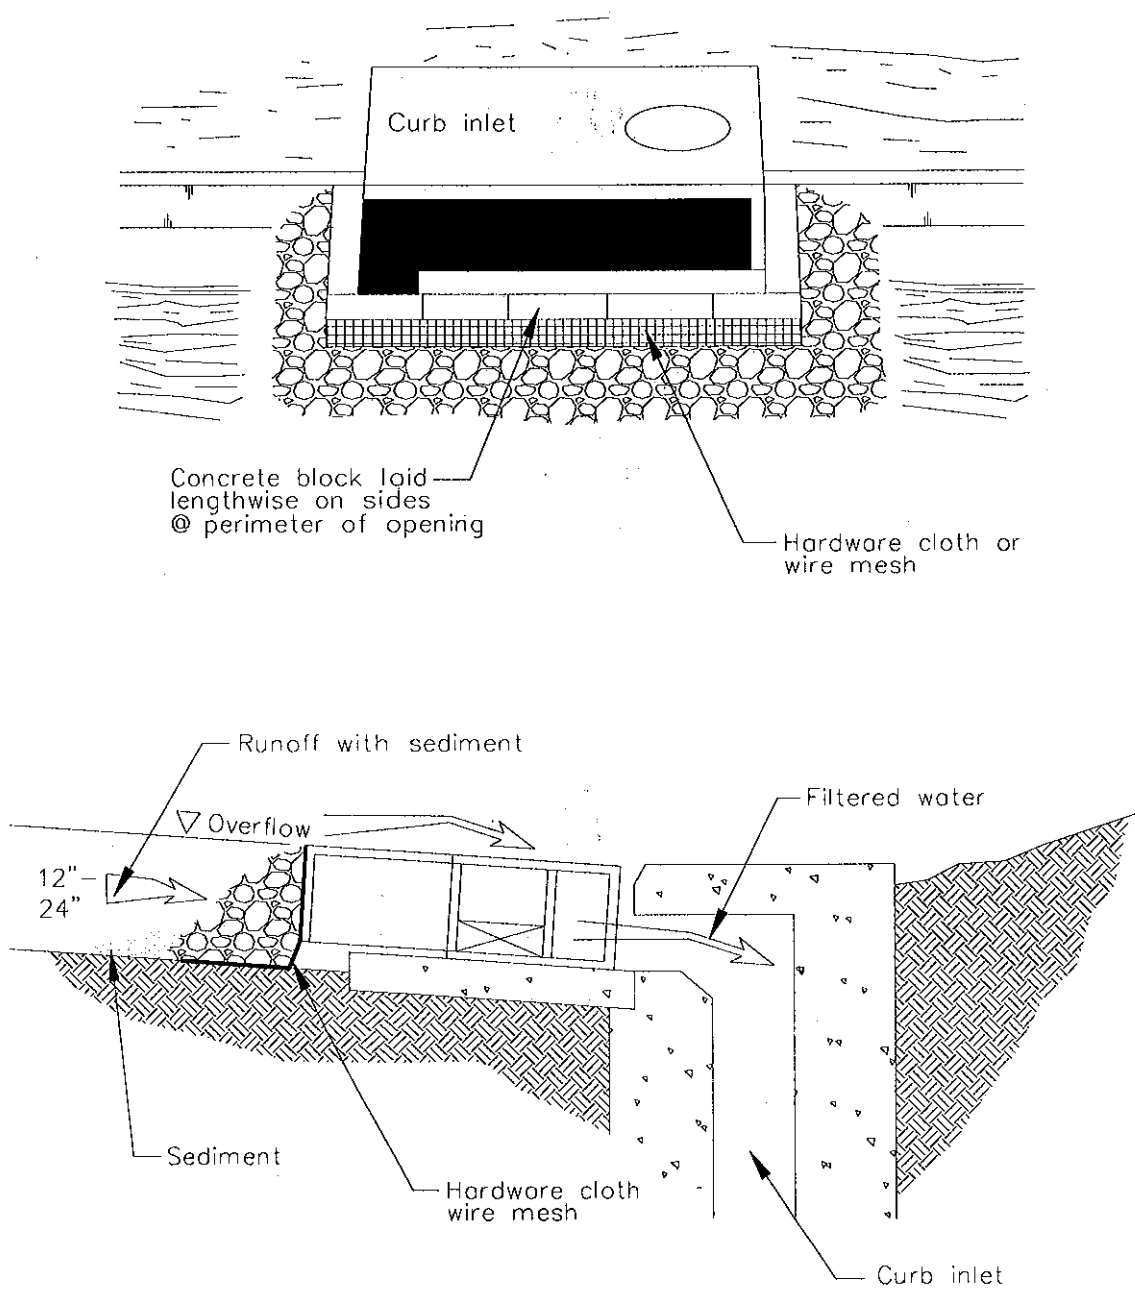 Curb inlet
Concrete block laid
lengthwise on sides
@ perimeter of opening
Hardware cloth or
wire mesh
Runoff with sediment
Filtered water
Overflow
12"-
24"
Sediment
Hardware cloth
wire mesh
Curb inlet